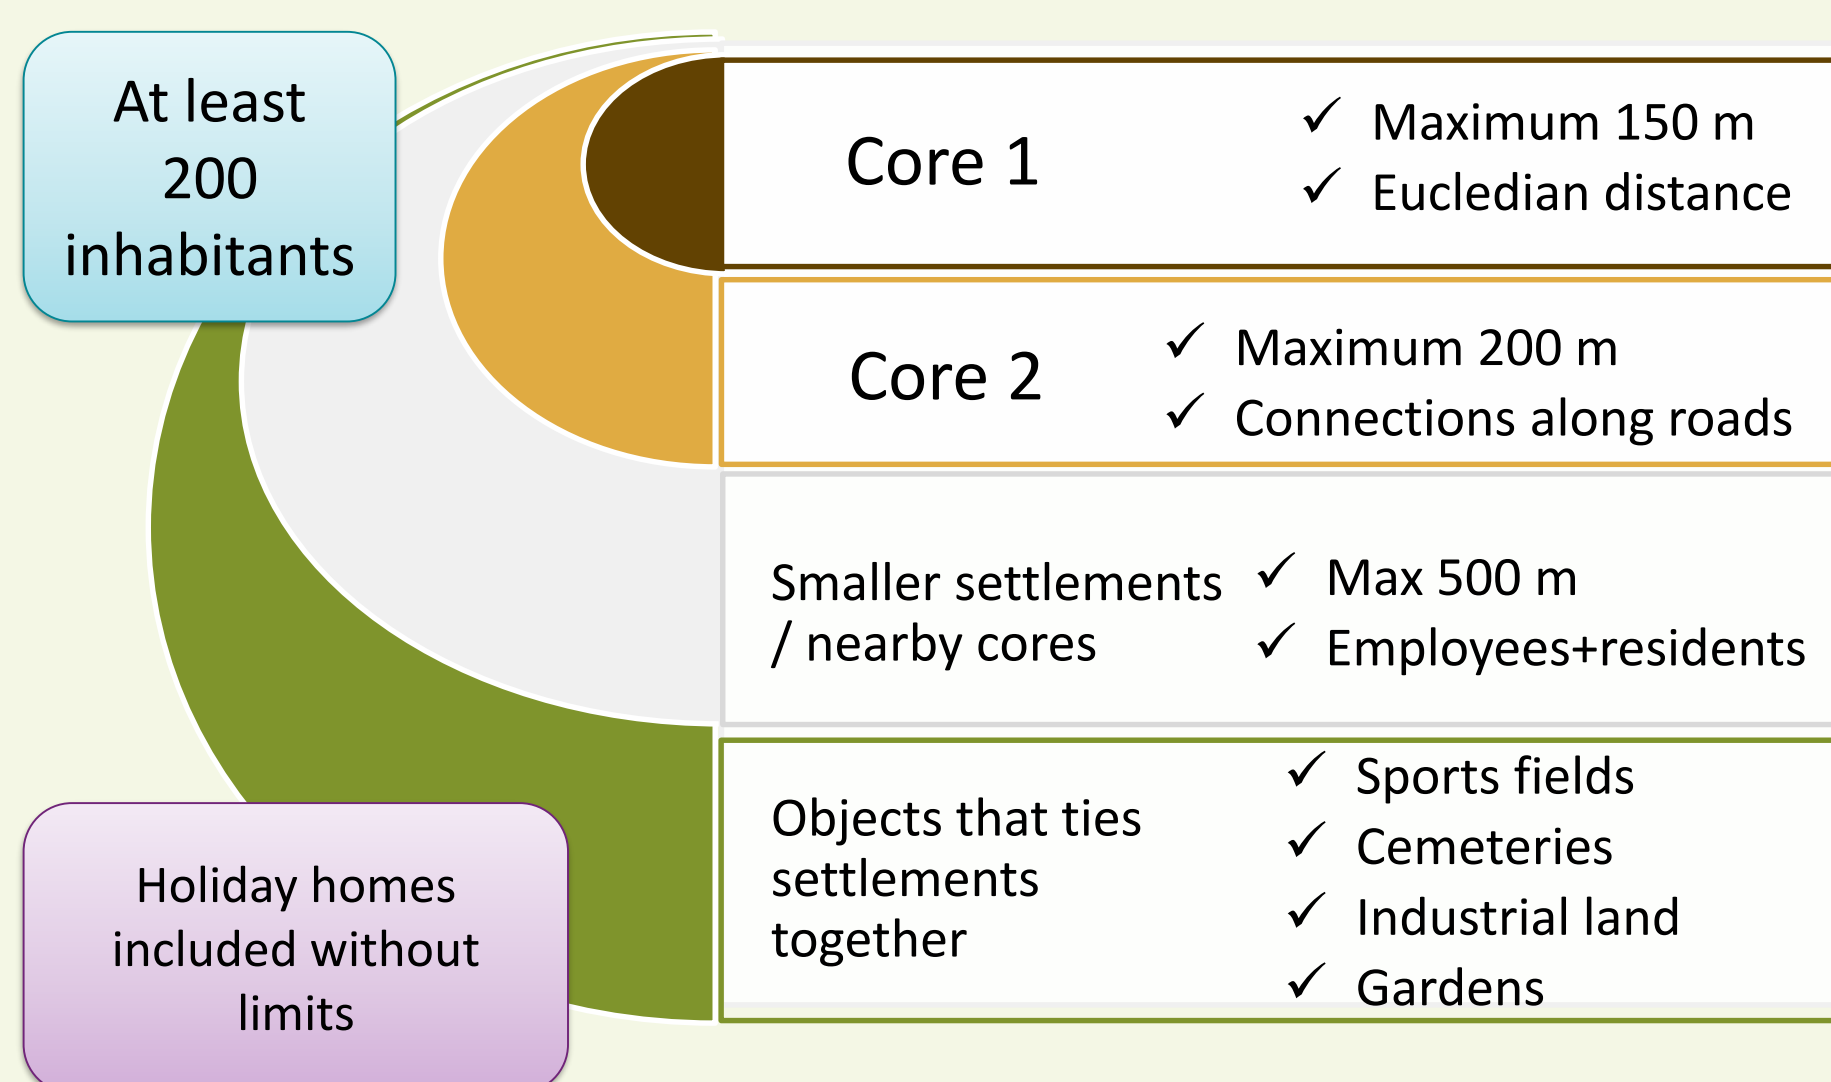 At least
200
inhabitants
Core 1
✓ Maximum 150 m
✓ Eucledian distance
Core 2
✓ Maximum 200 m
✓ Connections along roads
Smaller settlements
/ nearby cores
✓ Max 500 m
✓ Employees+residents
Objects that ties
settlements
together
✓ Sports fields
✓ Cemeteries
✓ Industrial land
✓ Gardens
Holiday homes
included without
limits